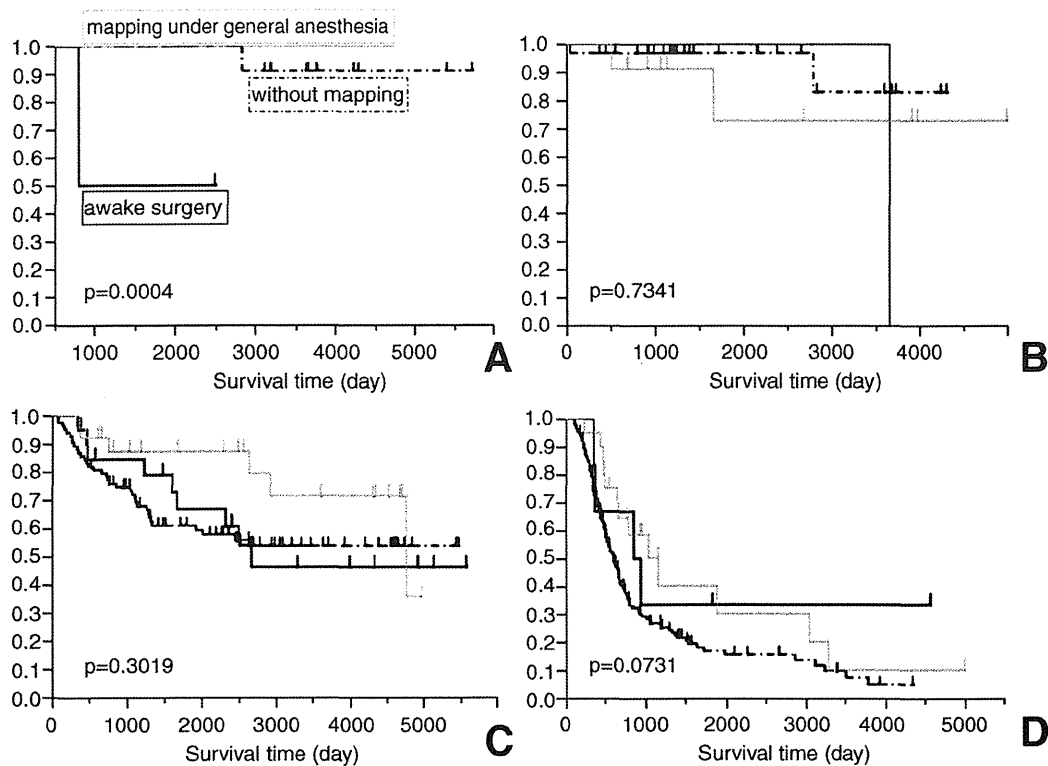 mapping under general anesthesia
1.0
0.9
0.8
0.7
0.6
0.5
0.4
0.3
0.2
0.1
0.0
without mapping
awake surgery
p=0.0004
1000 2000 3000 4000 5000
Survival time (day)
A
1.0
0.9
0.8
0.7
0.6
0.5
0.4
0.3
0.2
0.1
0.0
p=0.7341
0 1000 2000 3000 4000
Survival time (day)
B
1.0
0.9
0.8
0.7
0.6
0.5
0.4
0.3
0.2
0.1
0.0
p=0.3019
0 1000 2000 3000 4000 5000
Survival time (day)
C
1.0
0.9
0.8
0.7
0.6
0.5
0.4
0.3
0.2
0.1
0.0
p=0.0731
0 1000 2000 3000 4000 5000
Survival time (day)
D